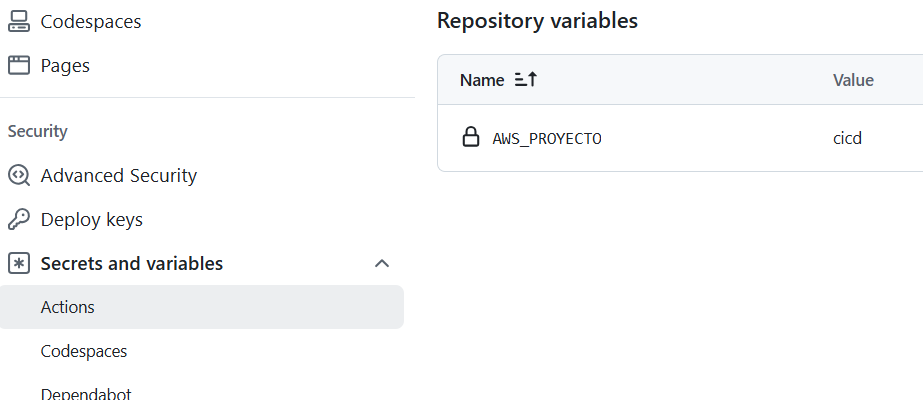 Codespaces
Pages
Security
Advanced Security
Deploy keys
Secrets and variables
Actions
Codespaces
Dependabot
Repository variables
Name Value
AWS_PROYECTO cicd